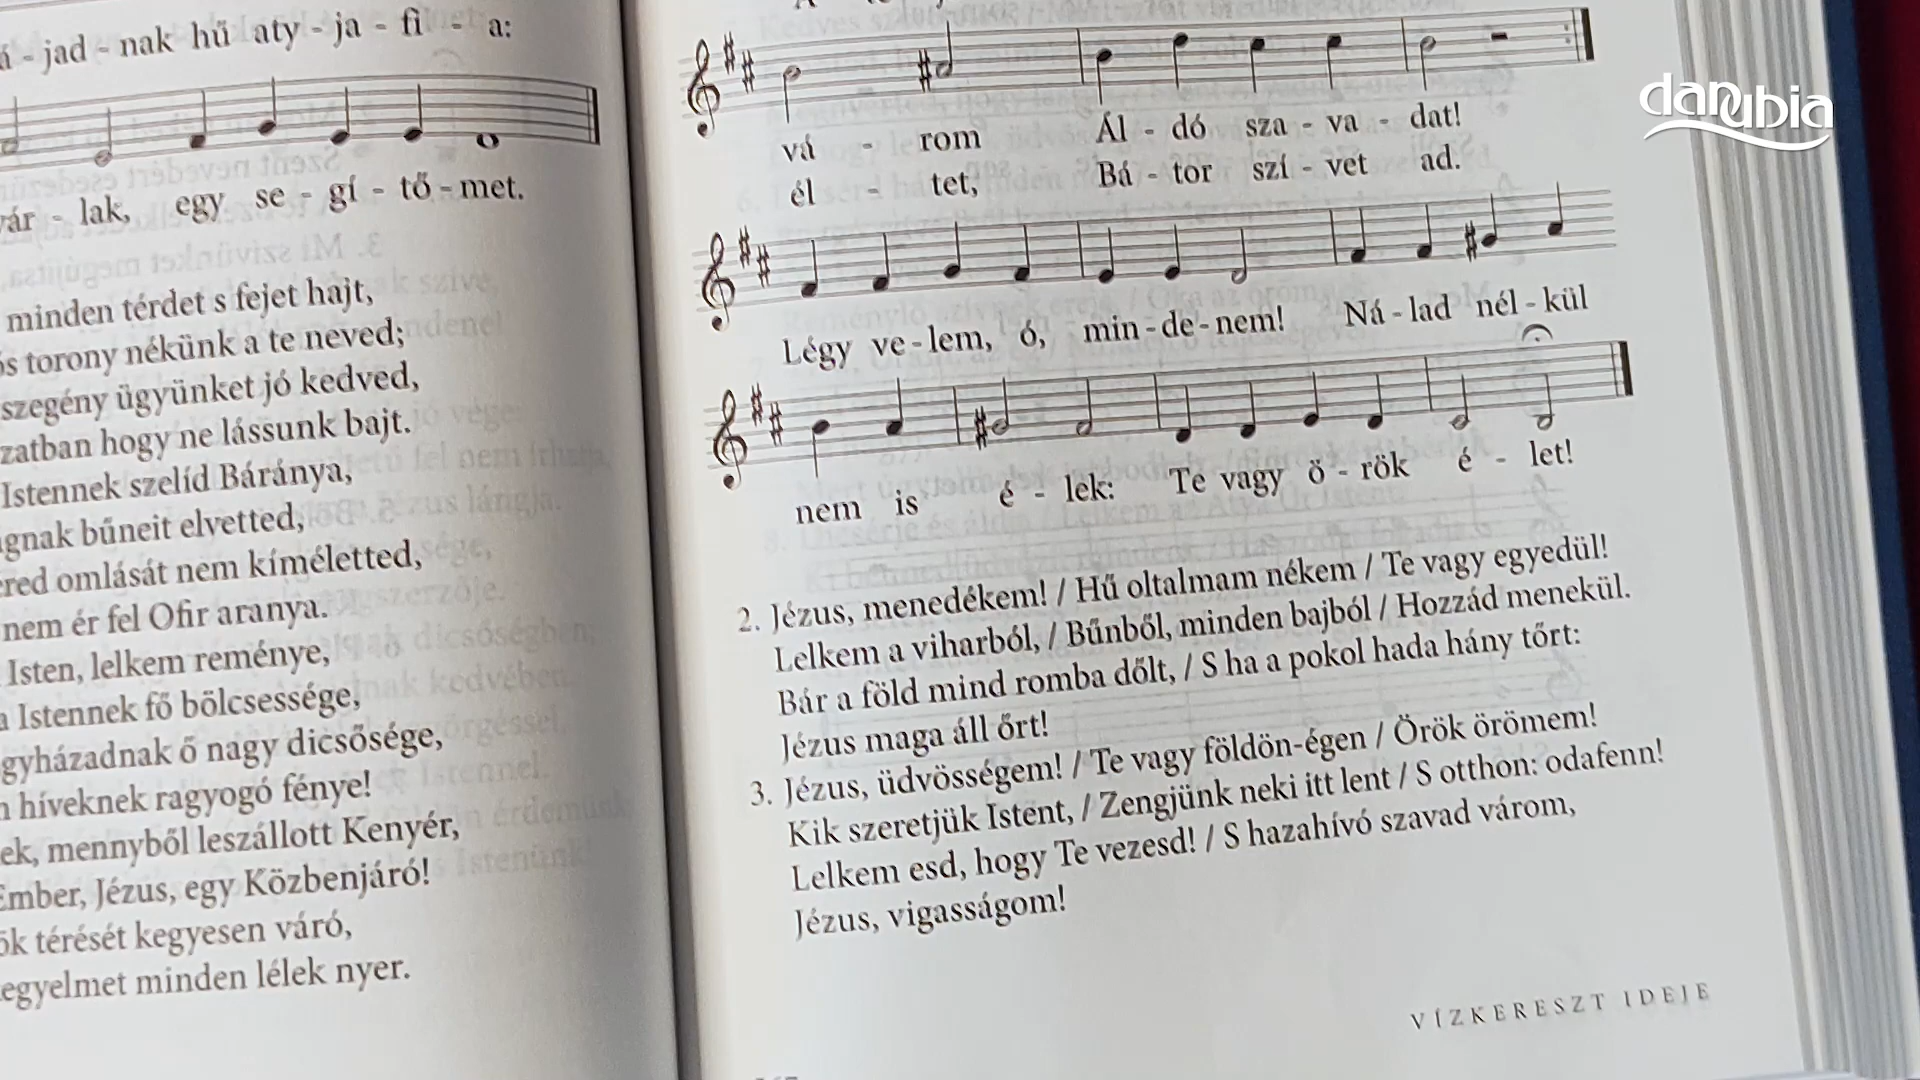 jad - nak hű aty - ja - fi - a:
lak, egy se - gí - tő - met.
minden térdet s fejet hajt,
torony nékünk a te neved;
szegény ügyünket jó kedved,
hogy ne lássunk bajt.
Istennek szelíd Báránya,
bűneit elvetted,
omlását nem kíméletted,
nem ér fel Ofir aranya.
Isten, lelkem reménye,
Istennek fő bölcsessége,
ő nagy dicsősége,
híveknek ragyogó fénye!
mennyből leszállott Kenyér,
Ember, Jézus, egy Közbenjáró!
térését kegyesen váró,
minden lélek nyer.
vá - rom Ál - dó sza - va - dat!
él - tet, Bá - tor szí - vet ad.
Légy ve - lem, ó, min - de - nem! Ná - lad nél - kül
nem is é - lek: Te vagy ö - rök é - let!
2. Jézus, menedékem! / Hű oltalmam nékem / Te vagy egyedül!
Lelkem a viharból, / Bűnből, minden bajból / Hozzád menekül.
Bár a föld mind romba dőlt, / S ha a pokol hada hány tőrt:
Jézus maga áll őrt!
3. Jézus, üdvösségem! / Te vagy földön-égen / Örök örömem!
Kik szeretjük Istent, / Zengjünk neki itt lent / S otthon: odafenn!
Lelkem esd, hogy Te vezesd! / S hazahívó szavad várom,
Jézus, vigasságom!
VÍZKERESZT IDEJE
danubia